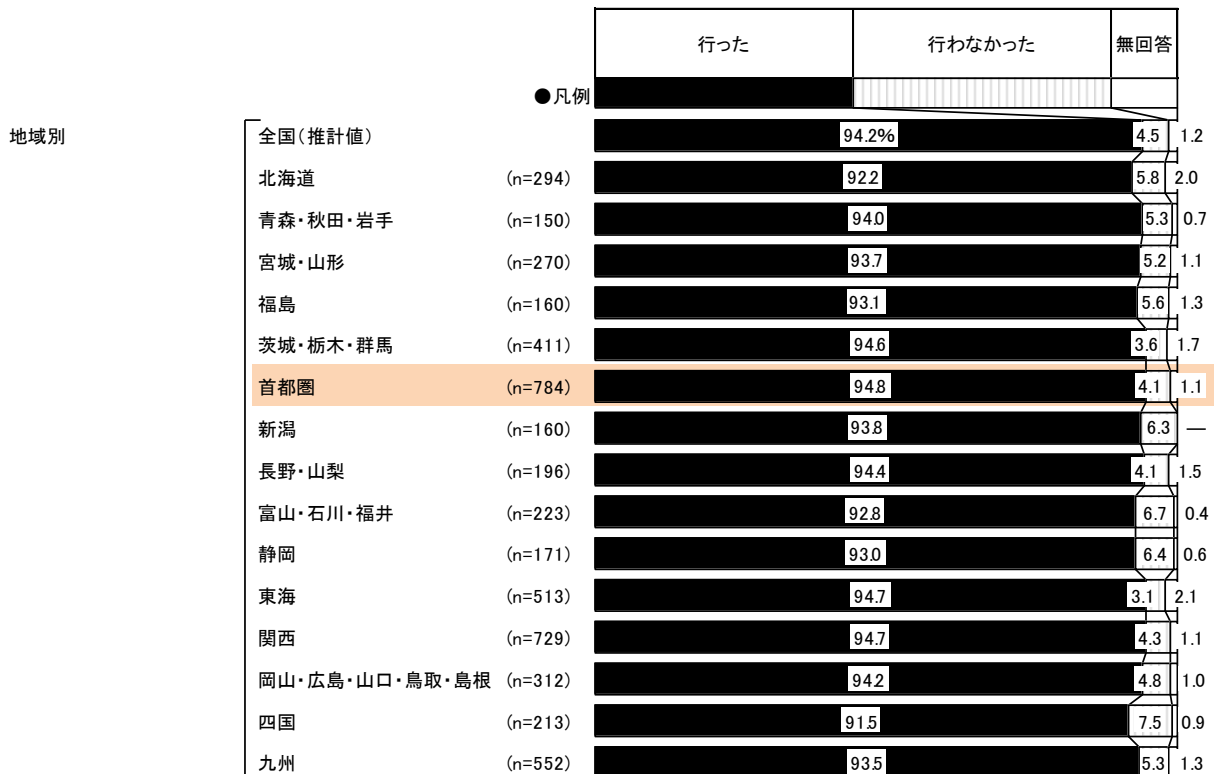 行った 行わなかった 無回答
●凡例
地域別 全国(推計値) 94.2% 4.5 1.2
北海道 (n=294) 92.2 5.8 2.0
青森・秋田・岩手 (n=150) 94.0 5.3 0.7
宮城・山形 (n=270) 93.7 5.2 1.1
福島 (n=160) 93.1 5.6 1.3
茨城・栃木・群馬 (n=411) 94.6 3.6 1.7
首都圏 (n=784) 94.8 4.1 1.1
新潟 (n=160) 93.8 6.3 ―
長野・山梨 (n=196) 94.4 4.1 1.5
富山・石川・福井 (n=223) 92.8 6.7 0.4
静岡 (n=171) 93.0 6.4 0.6
東海 (n=513) 94.7 3.1 2.1
関西 (n=729) 94.7 4.3 1.1
岡山・広島・山口・鳥取・島根 (n=312) 94.2 4.8 1.0
四国 (n=213) 91.5 7.5 0.9
九州 (n=552) 93.5 5.3 1.3